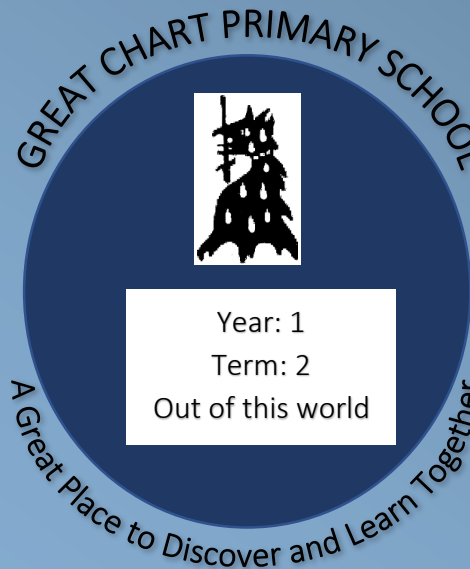 GREAT CHART PRIMARY SCHOOL
Year: 1
Term: 2
Out of this world
A Great Place to Discover and Learn Together